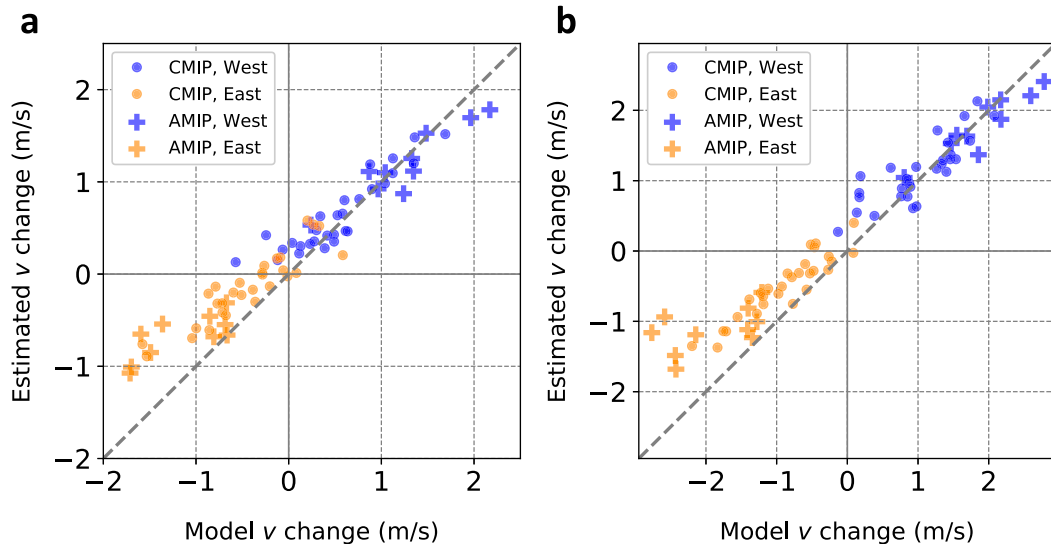 a
Estimated v change (m/s)
2
1
0
−1
−2
CMIP, West
CMIP, East
AMIP, West
AMIP, East
−2 −1 0 1 2
Model v change (m/s)
b
Estimated v change (m/s)
2
1
0
−1
−2
CMIP, West
CMIP, East
AMIP, West
AMIP, East
−2 −1 0 1 2
Model v change (m/s)